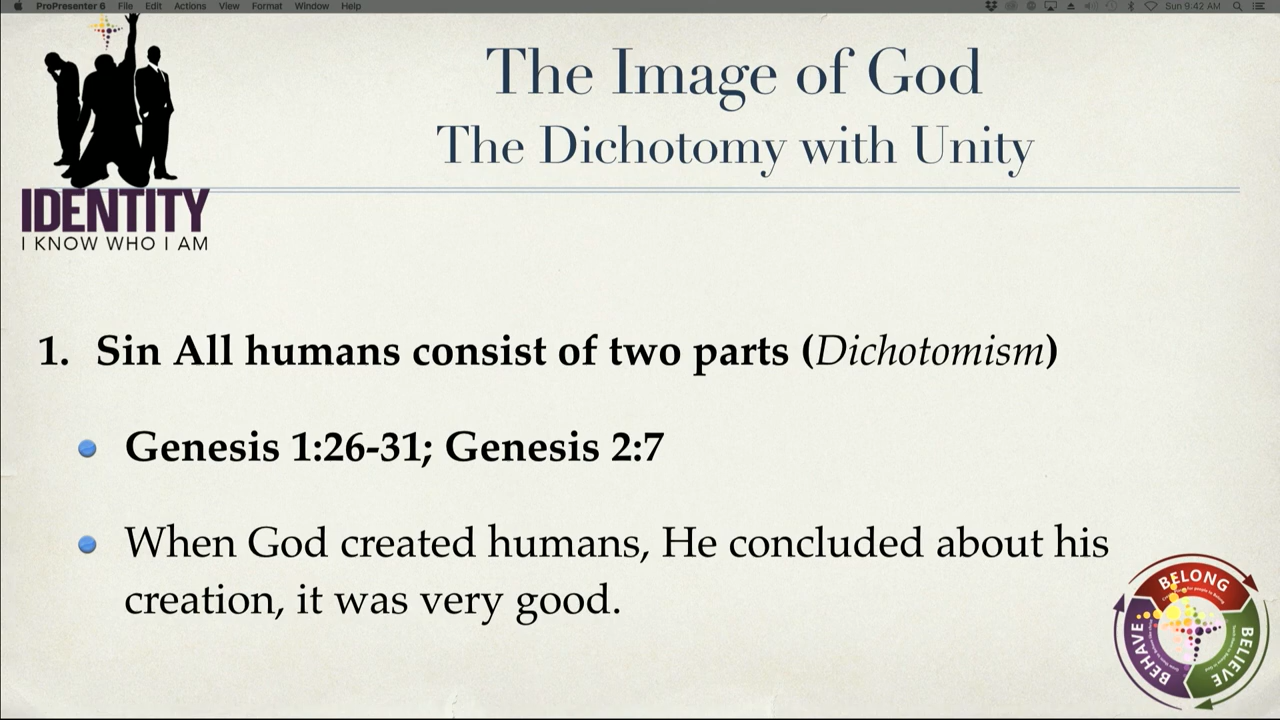 ProPresenter 6 File Edit Actions View Format Window Help Sun 9:42 AM
The Image of God
The Dichotomy with Unity
IDENTITY
I KNOW WHO I AM
1. Sin All humans consist of two parts (Dichotomism)
Genesis 1:26-31; Genesis 2:7
When God created humans, He concluded about his
creation, it was very good.
BELONG
BEHAVE
BELIEVE